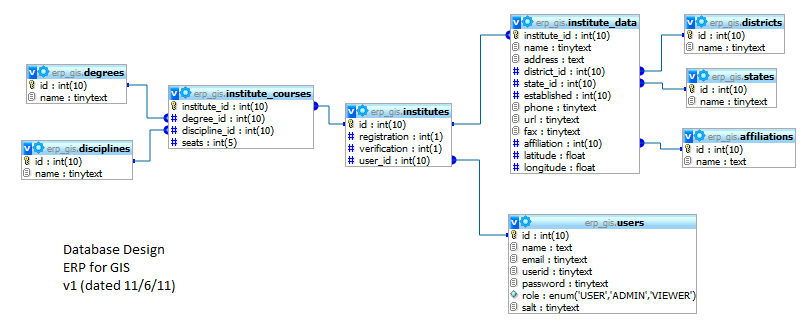 erp_gis.degrees
id : int(10)
name : tinytext
erp_gis.disciplines
id : int(10)
name : tinytext
erp_gis.institute_courses
institute_id : int(10)
# degree_id : int(10)
# discipline_id : int(10)
# seats : int(5)
erp_gis.institutes
id : int(10)
# registration : int(1)
# verification : int(1)
# user_id : int(10)
erp_gis.institute_data
institute_id : int(10)
name : tinytext
address : text
# district_id : int(10)
# state_id : int(10)
# established : int(10)
phone : tinytext
url : tinytext
fax : tinytext
# affiliation : int(10)
# latitude : float
# longitude : float
erp_gis.districts
id : int(10)
name : tinytext
erp_gis.states
id : int(10)
name : tinytext
erp_gis.affiliations
id : int(10)
name : text
erp_gis.users
id : int(10)
name : text
email : tinytext
userid : tinytext
password : tinytext
role : enum('USER','ADMIN','VIEWER')
salt : tinytext
Database Design
ERP for GIS
v1 (dated 11/6/11)